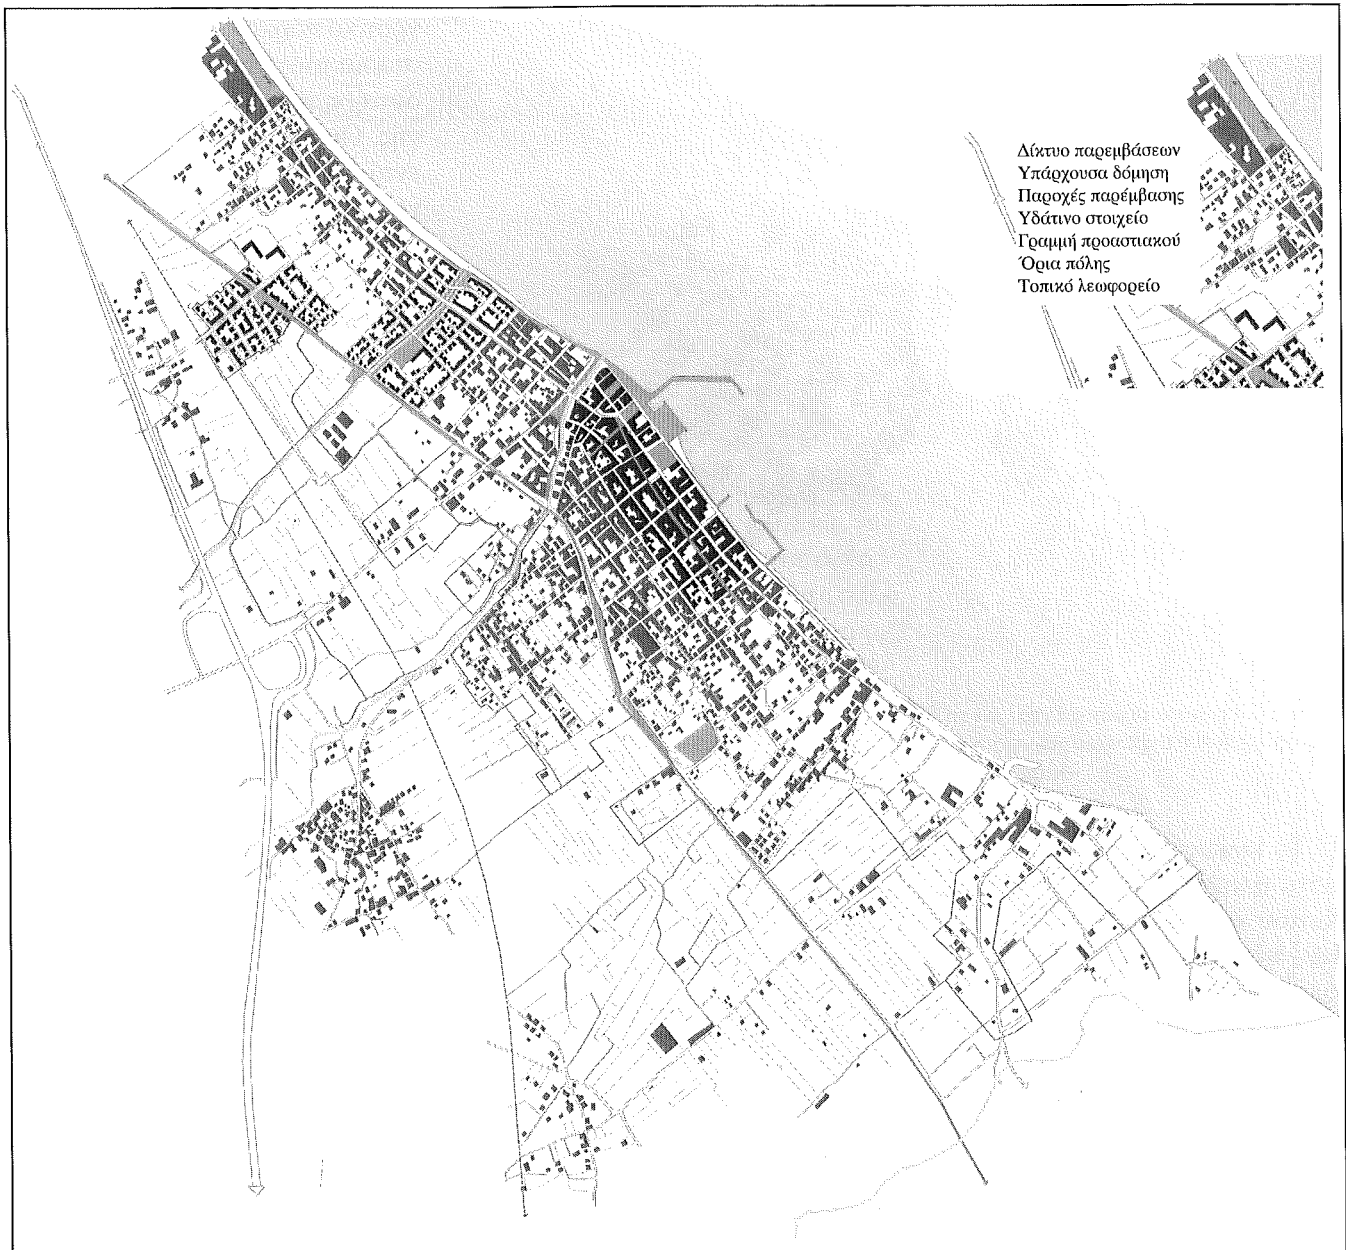 Δίκτυο παρεμβάσεων
Υπάρχουσα δόμηση
Παροχές παρέμβασης
Υδάτινο στοιχείο
Γραμμή προαστιακού
Όρια πόλης
Τοπικό λεωφορείο